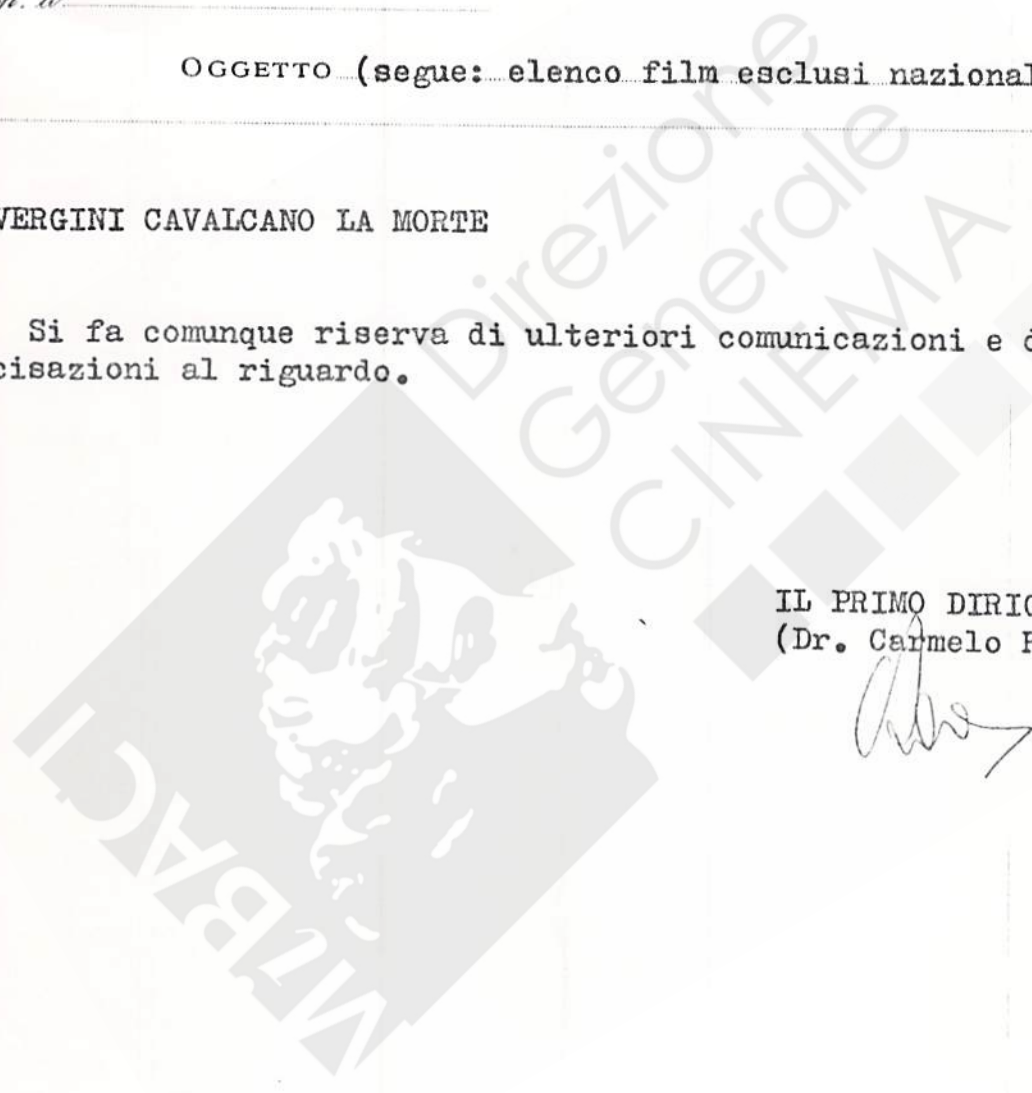 OGGETTO (segue: elenco film esclusi nazional
VERGINI CAVALCANO LA MORTE
Si fa comunque riserva di ulteriori comunicazioni e
cisazioni al riguardo.
IL PRIMO DIRIG
(Dr. Carmelo
Direzione
Generale
CINEMA
MiBACT